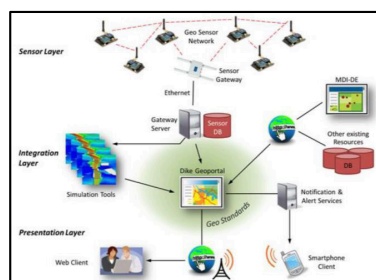 Sensor Layer
Geo Sensor
Network
Sensor
Gateway
Ethernet
MDI-DE
Gateway
Server
Sensor
DB
Other existing
Resources
DB
Integration
Layer
Simulation Tools
Dike Geoportal
Geo Standards
Notification &
Alert Services
Presentation Layer
Web Client
Smartphone
Client